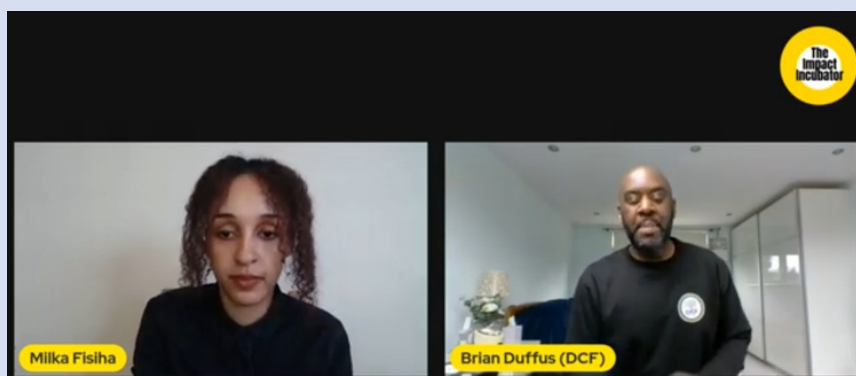 The
Impact
Incubator
Milka Fisiha
Brian Duffus (DCF)